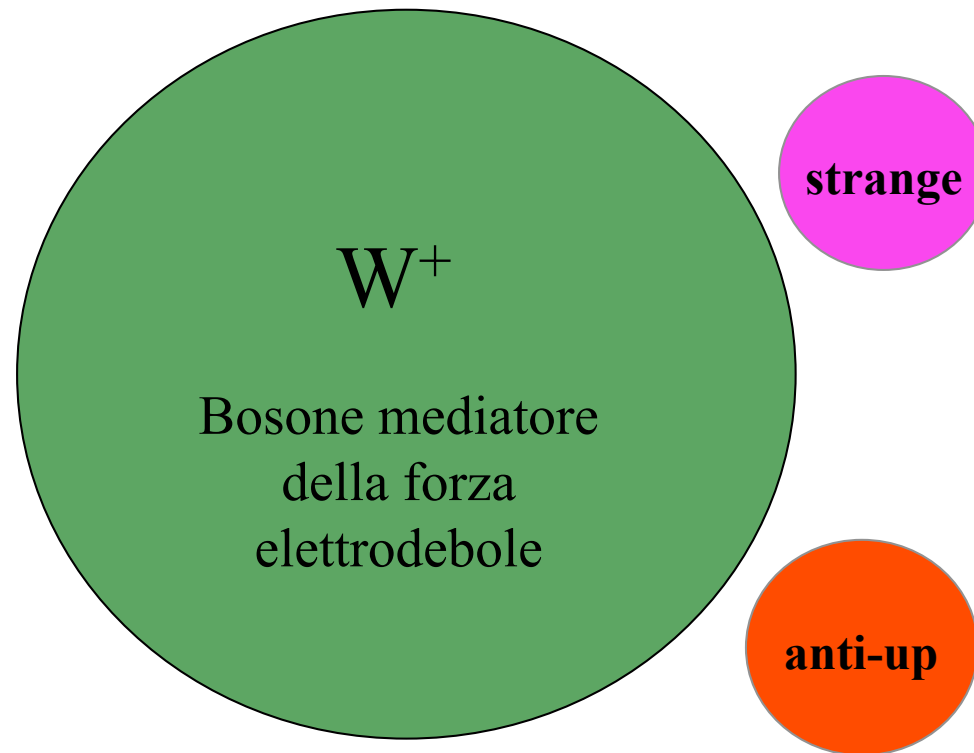 W⁺
Bosone mediatore
della forza
elettrodebole
strange
anti-up